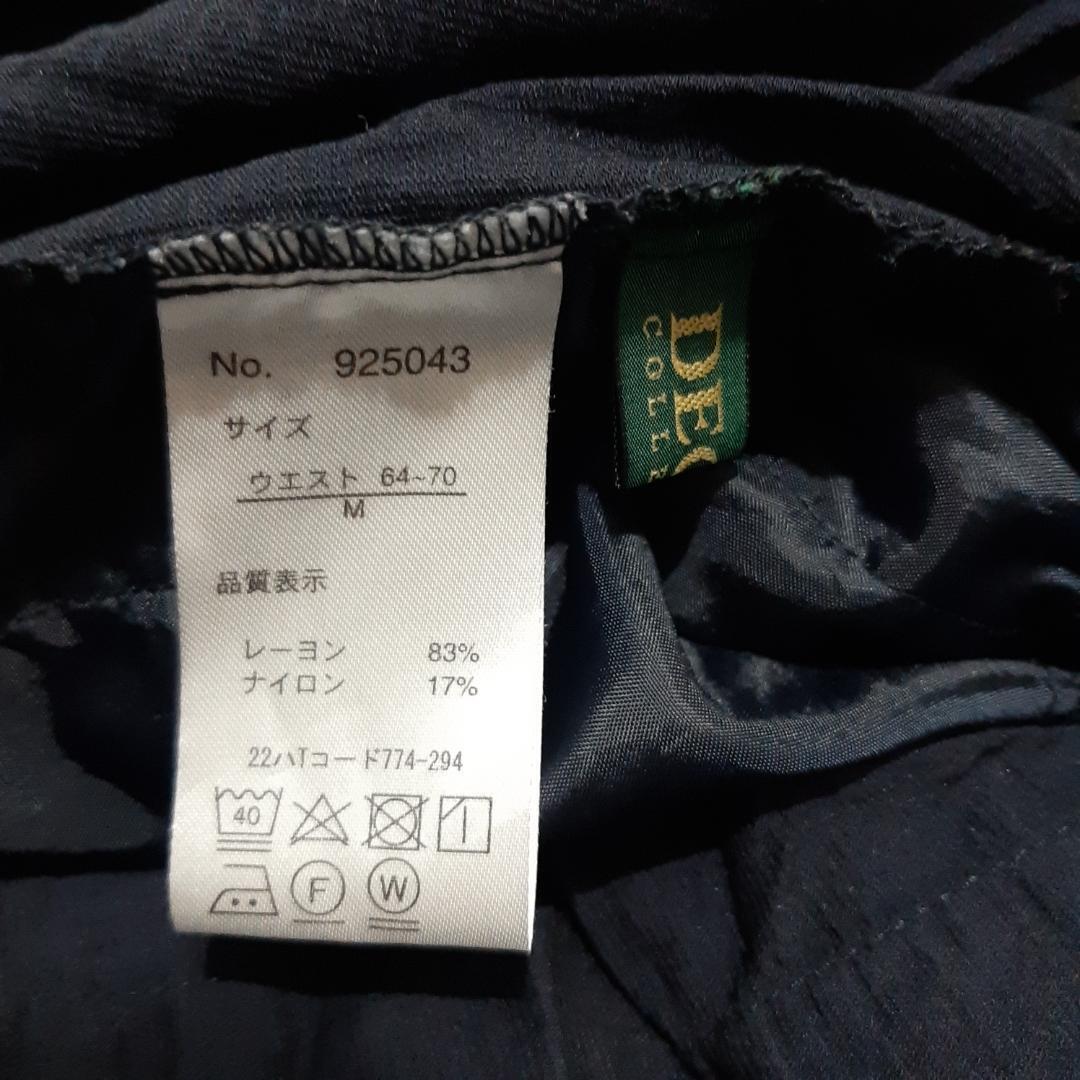 No. 925043
サイズ
ウエスト 64~70
M
品質表示
レーヨン 83%
ナイロン 17%
22ハTコード774-294
40
F W
COLL